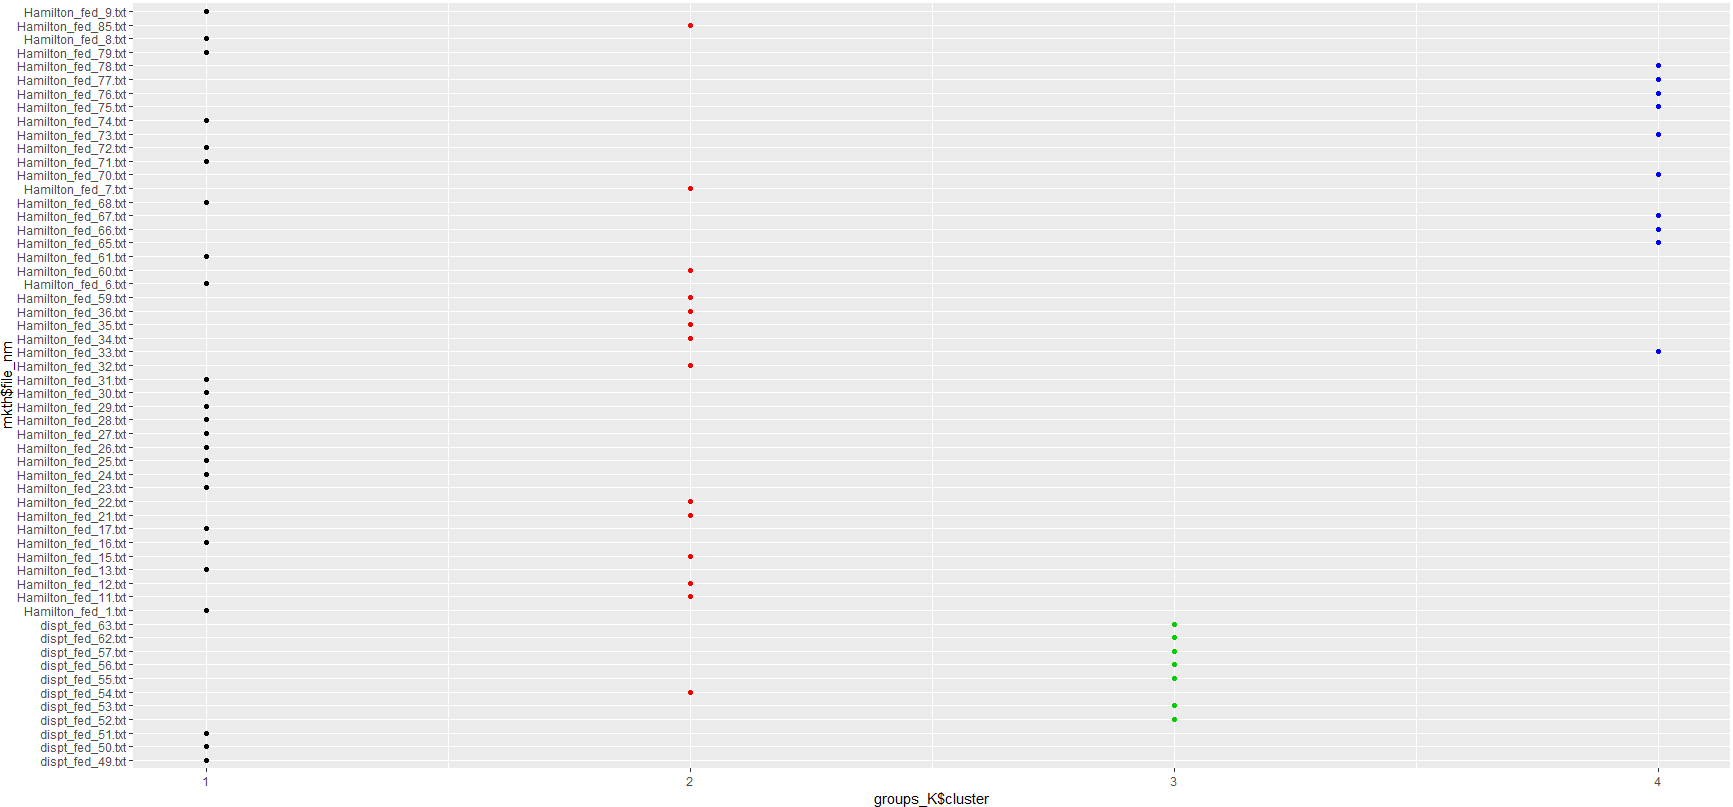 Hamilton_fed_9.txt
Hamilton_fed_85.txt
Hamilton_fed_8.txt
Hamilton_fed_79.txt
Hamilton_fed_78.txt
Hamilton_fed_77.txt
Hamilton_fed_76.txt
Hamilton_fed_75.txt
Hamilton_fed_74.txt
Hamilton_fed_73.txt
Hamilton_fed_72.txt
Hamilton_fed_71.txt
Hamilton_fed_70.txt
Hamilton_fed_7.txt
Hamilton_fed_68.txt
Hamilton_fed_67.txt
Hamilton_fed_66.txt
Hamilton_fed_65.txt
Hamilton_fed_61.txt
Hamilton_fed_60.txt
Hamilton_fed_6.txt
Hamilton_fed_59.txt
Hamilton_fed_36.txt
Hamilton_fed_35.txt
Hamilton_fed_34.txt
Hamilton_fed_33.txt
Hamilton_fed_32.txt
Hamilton_fed_31.txt
Hamilton_fed_30.txt
Hamilton_fed_29.txt
Hamilton_fed_28.txt
Hamilton_fed_27.txt
Hamilton_fed_26.txt
Hamilton_fed_25.txt
Hamilton_fed_24.txt
Hamilton_fed_23.txt
Hamilton_fed_22.txt
Hamilton_fed_21.txt
Hamilton_fed_17.txt
Hamilton_fed_16.txt
Hamilton_fed_15.txt
Hamilton_fed_13.txt
Hamilton_fed_12.txt
Hamilton_fed_11.txt
Hamilton_fed_1.txt
dispt_fed_63.txt
dispt_fed_62.txt
dispt_fed_57.txt
dispt_fed_56.txt
dispt_fed_55.txt
dispt_fed_54.txt
dispt_fed_53.txt
dispt_fed_52.txt
dispt_fed_51.txt
dispt_fed_50.txt
dispt_fed_49.txt
mkth$file_nm
1 2 3 4
groups_K$cluster